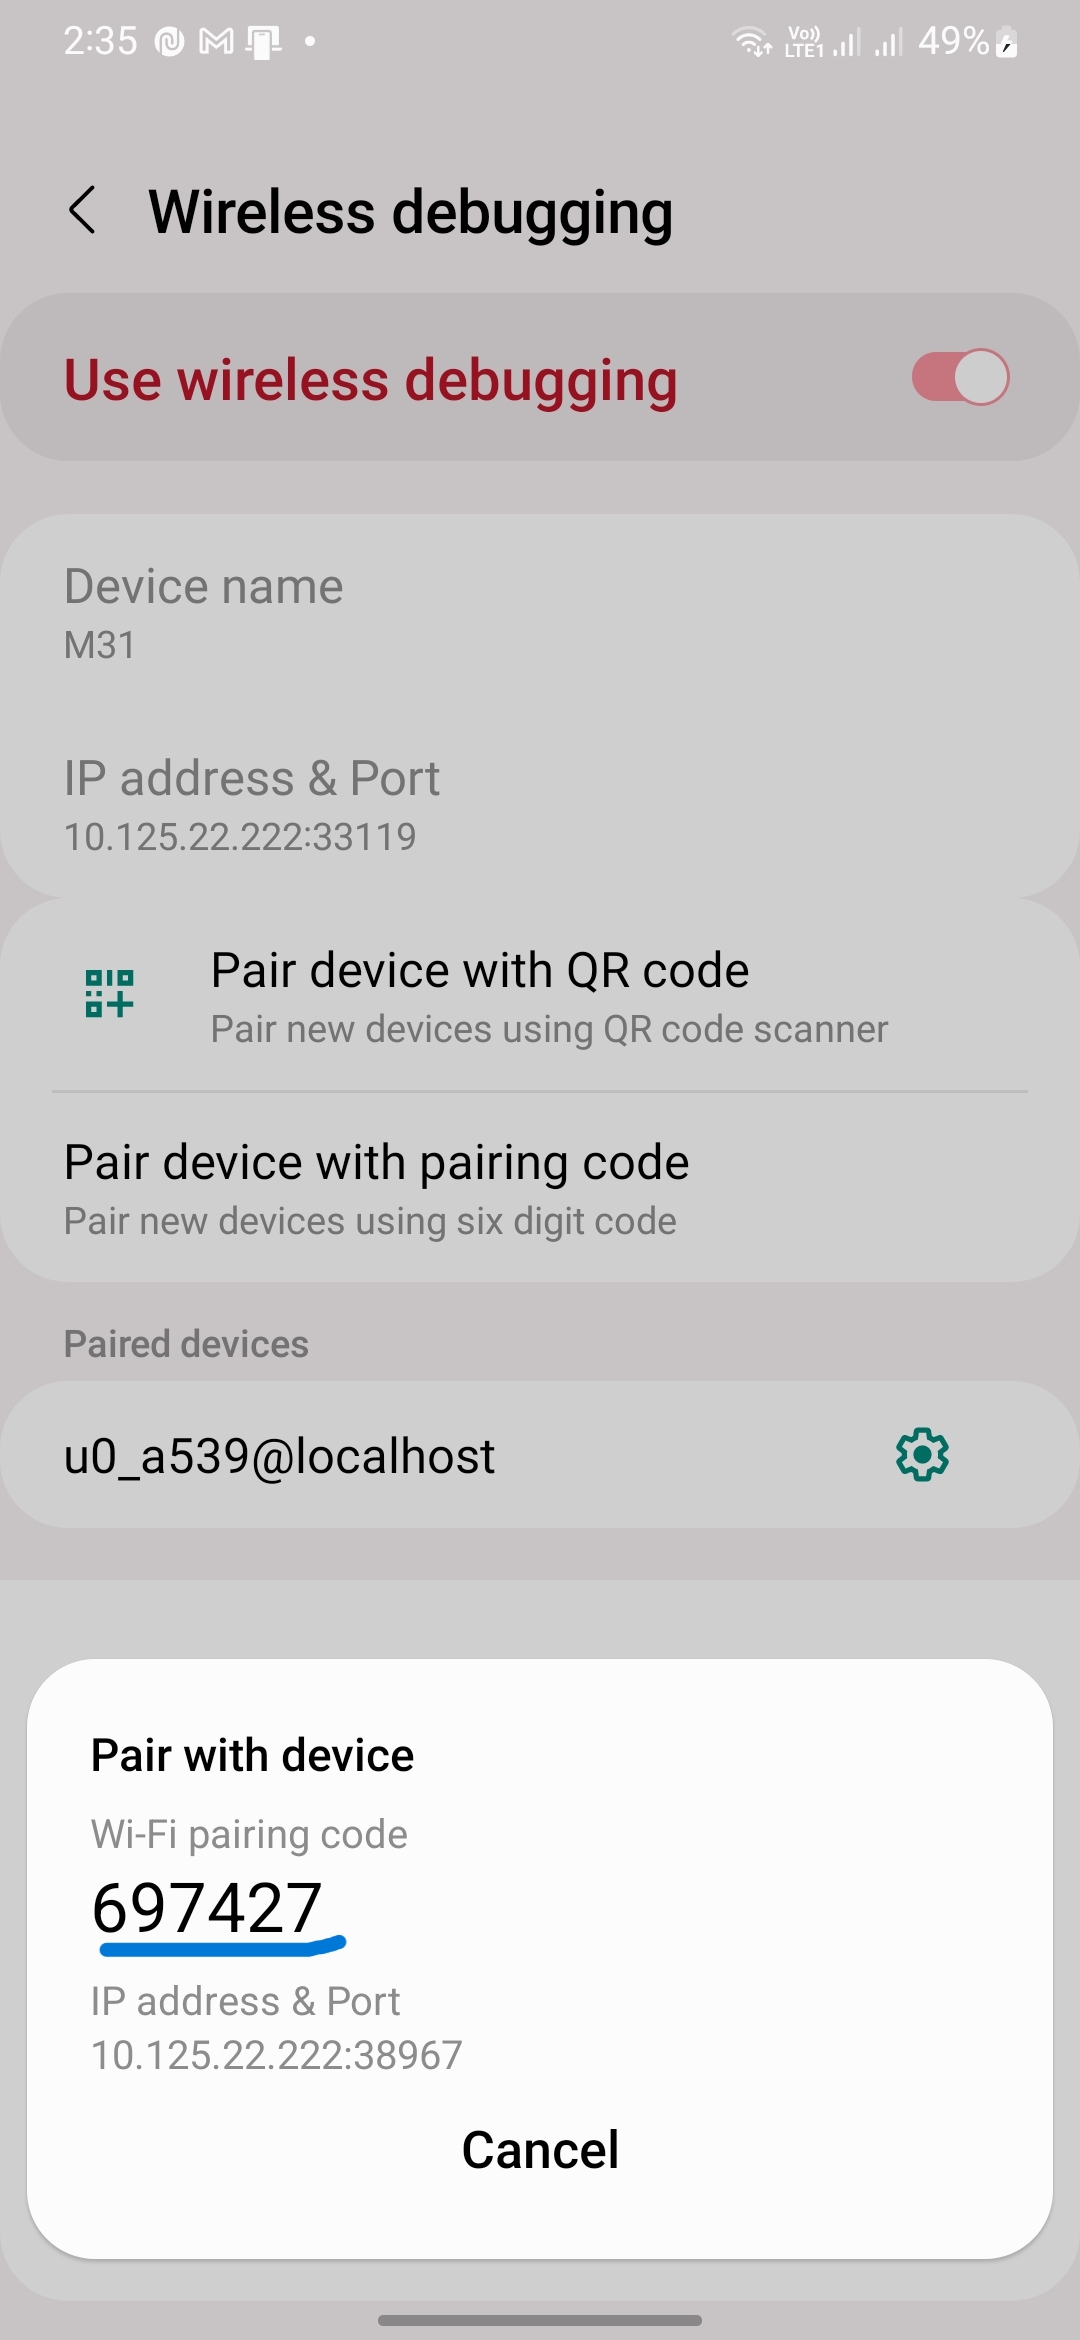 2:35
Vo))
LTE1
49%
Wireless debugging
Use wireless debugging
Device name
M31
IP address & Port
10.125.22.222:33119
Pair device with QR code
Pair new devices using QR code scanner
Pair device with pairing code
Pair new devices using six digit code
Paired devices
u0_a539@localhost
Pair with device
Wi-Fi pairing code
697427
IP address & Port
10.125.22.222:38967
Cancel